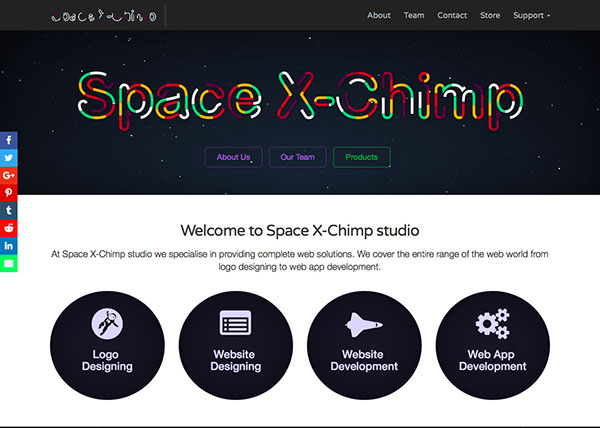 Space X-Chimp
About Team Contact Store Support
Space X-Chimp
About Us Our Team Products
Welcome to Space X-Chimp studio
At Space X-Chimp studio we specialise in providing complete web solutions. We cover the entire range of the web world from
logo designing to web app development.
Logo
Designing
Website
Designing
Website
Development
Web App
Development